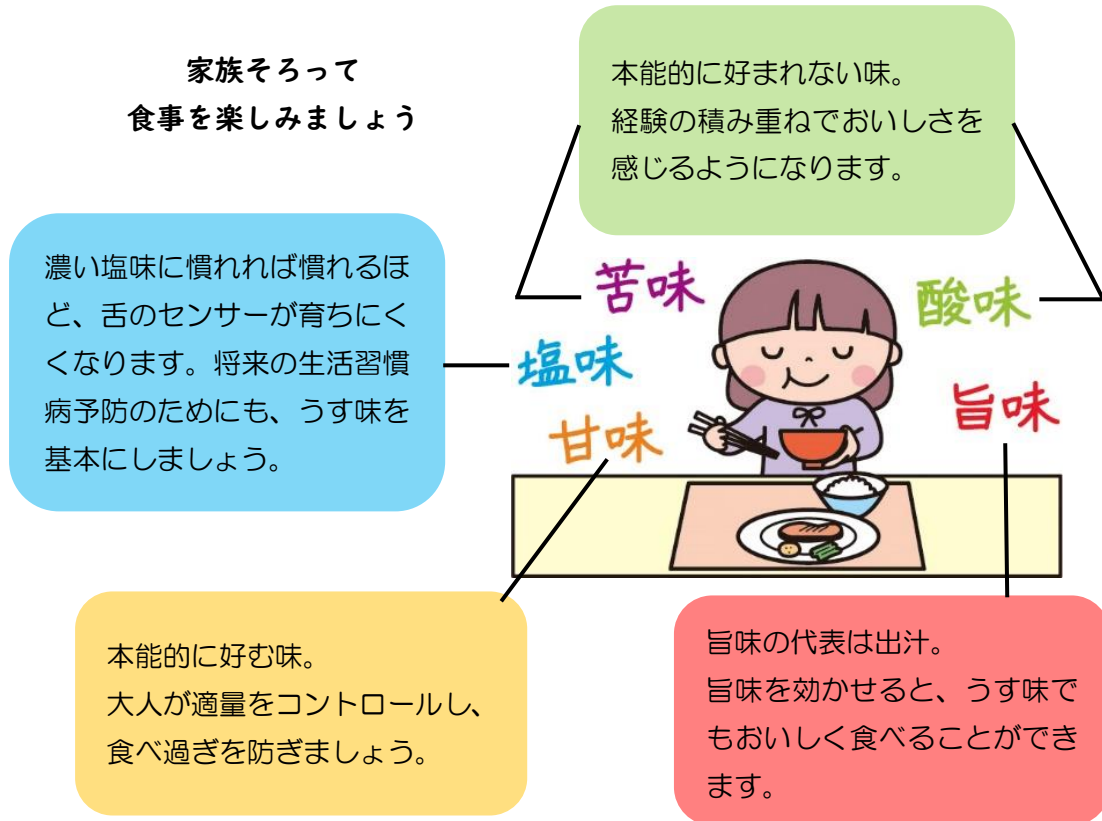 家族そろって
食事を楽しみましょう
本能的に好まれない味。
経験の積み重ねでおいしさを
感じるようになります。
濃い塩味に慣れれば慣れるほ
ど、舌のセンサーが育ちにく
くなります。将来の生活習慣
病予防のためにも、うす味を
基本にしましょう。
苦味
酸味
塩味
甘味
旨味
本能的に好む味。
大人が適量をコントロールし、
食べ過ぎを防ぎましょう。
旨味の代表は出汁。
旨味を効かせると、うす味で
もおいしく食べることができ
ます。